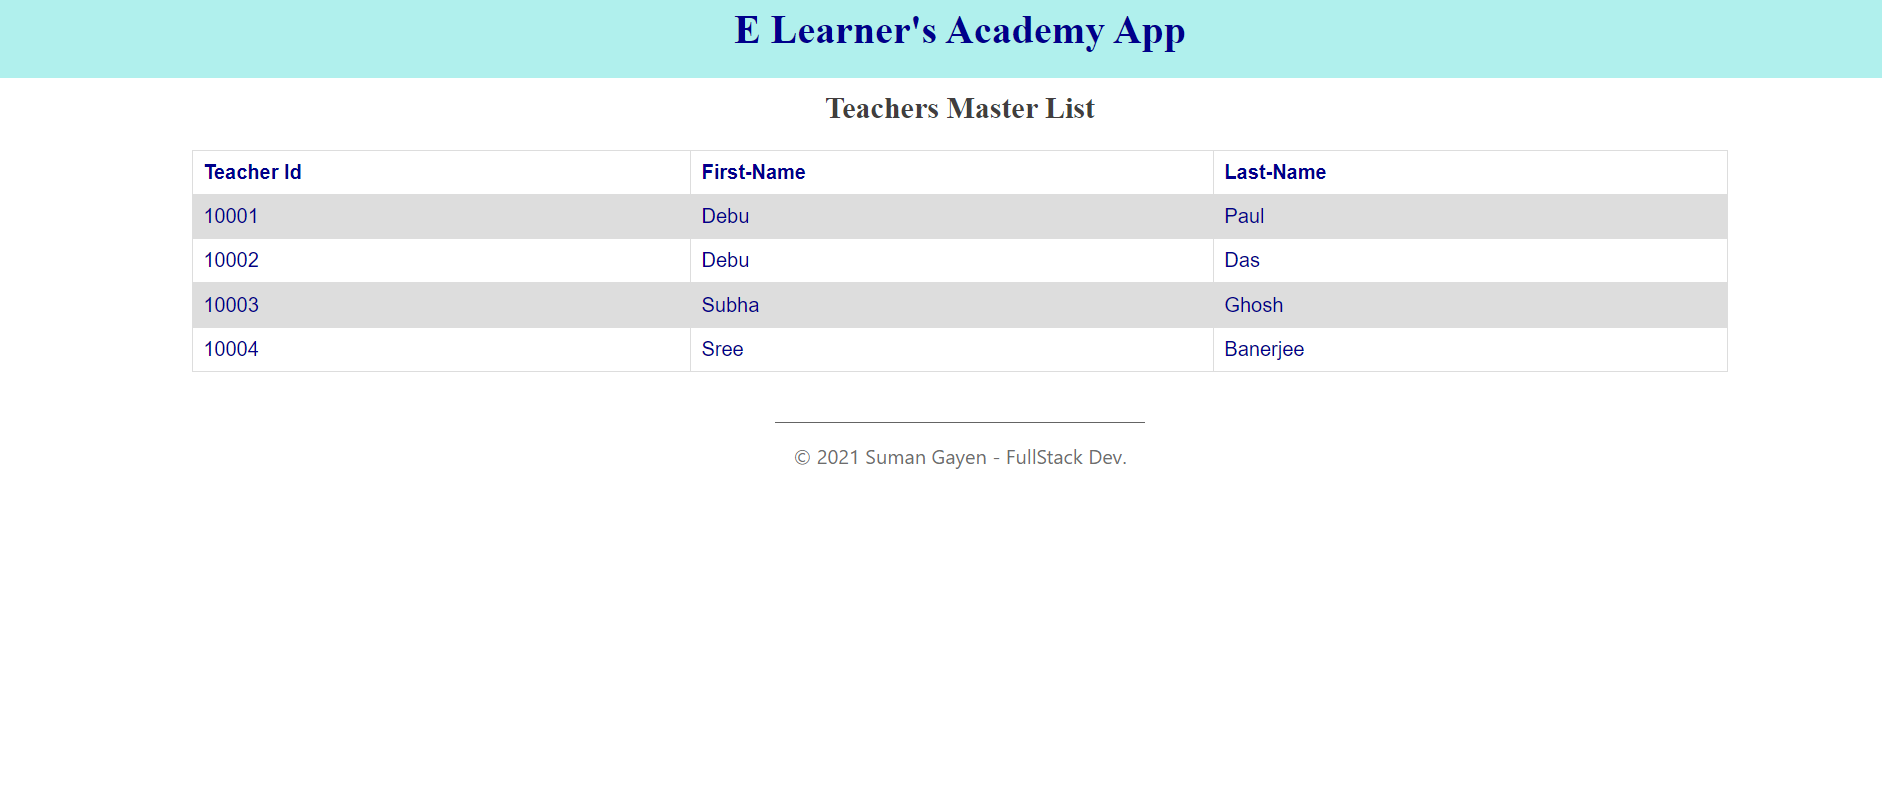 E Learner's Academy App
Teachers Master List
Teacher Id First-Name Last-Name
10001 Debu Paul
10002 Debu Das
10003 Subha Ghosh
10004 Sree Banerjee
© 2021 Suman Gayen - FullStack Dev.